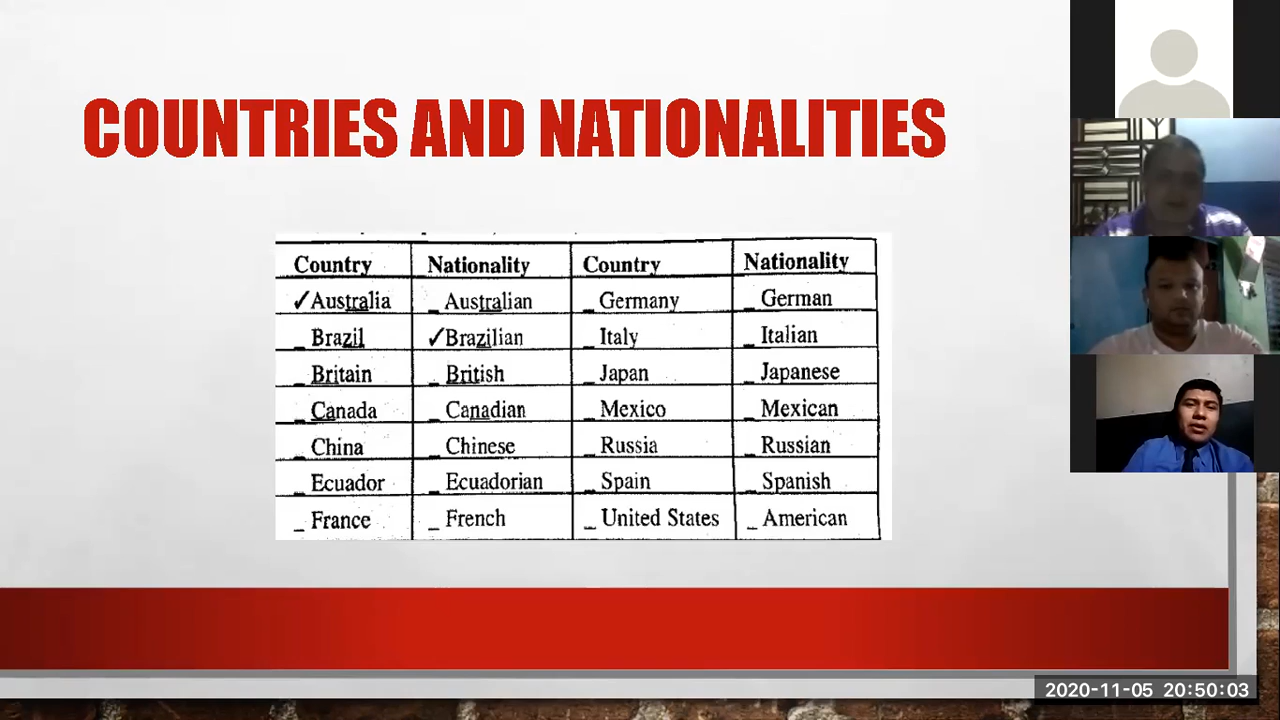 COUNTRIES AND NATIONALITIES
Country Nationality Country Nationality
✓Australia _ Australian _ Germany _ German
_ Brazil ✓Brazilian _ Italy _ Italian
_ Britain _ British _ Japan _ Japanese
_ Canada _ Canadian _ Mexico _ Mexican
_ China _ Chinese _ Russia _ Russian
_ Ecuador _ Ecuadorian _ Spain _ Spanish
_ France _ French _ United States _ American
2020-11-05 20:50:03